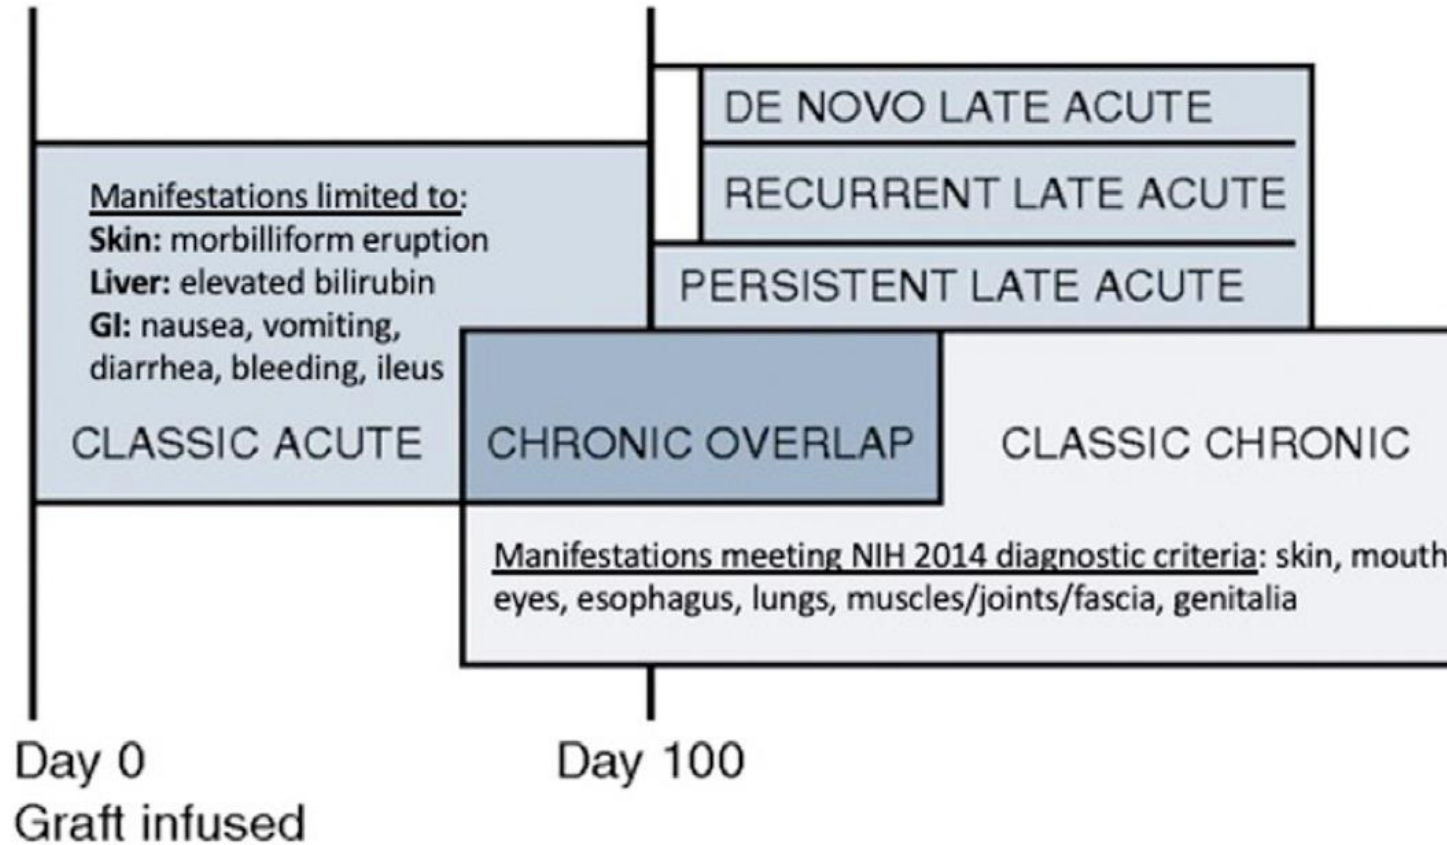 DE NOVO LATE ACUTE
RECURRENT LATE ACUTE
PERSISTENT LATE ACUTE
Manifestations limited to:
Skin: morbilliform eruption
Liver: elevated bilirubin
GI: nausea, vomiting,
diarrhea, bleeding, ileus
CLASSIC ACUTE
CHRONIC OVERLAP
CLASSIC CHRONIC
Manifestations meeting NIH 2014 diagnostic criteria: skin, mouth
eyes, esophagus, lungs, muscles/joints/fascia, genitalia
Day 0
Graft infused
Day 100